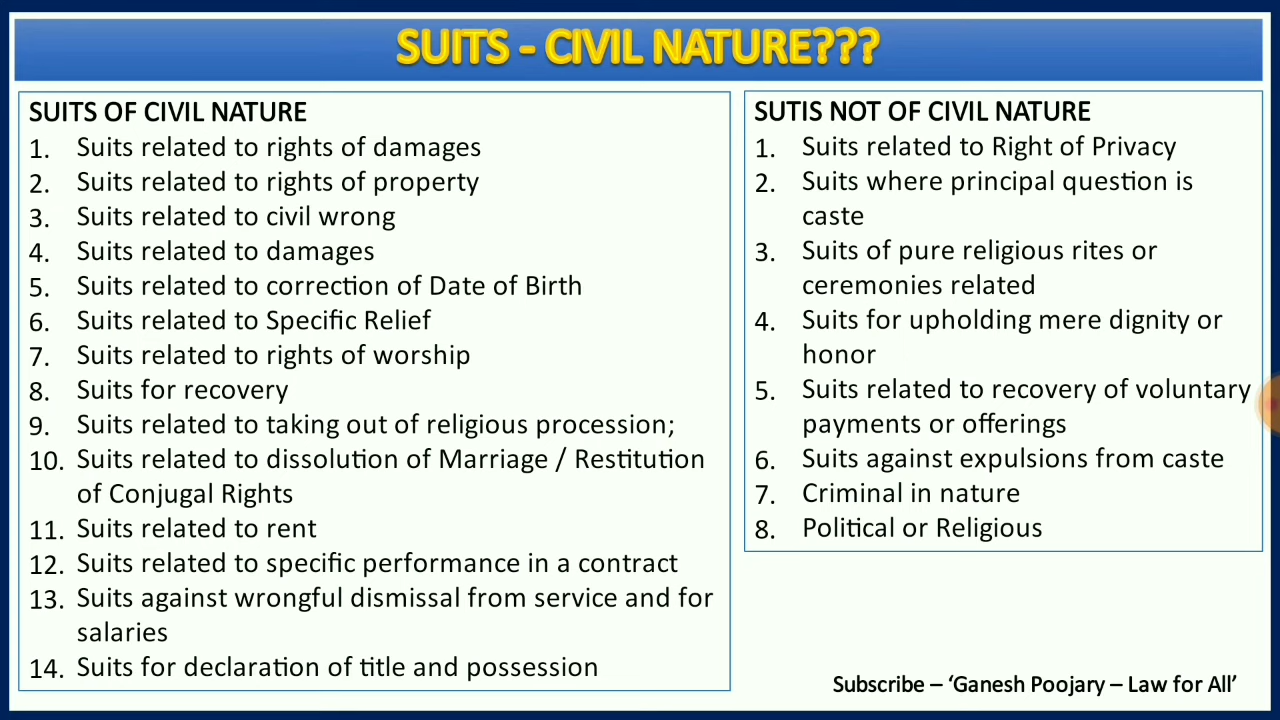 SUITS - CIVIL NATURE???
SUITS OF CIVIL NATURE
1. Suits related to rights of damages
2. Suits related to rights of property
3. Suits related to civil wrong
4. Suits related to damages
5. Suits related to correction of Date of Birth
6. Suits related to Specific Relief
7. Suits related to rights of worship
8. Suits for recovery
9. Suits related to taking out of religious procession;
10. Suits related to dissolution of Marriage / Restitution
of Conjugal Rights
11. Suits related to rent
12. Suits related to specific performance in a contract
13. Suits against wrongful dismissal from service and for
salaries
14. Suits for declaration of title and possession
SUTIS NOT OF CIVIL NATURE
1. Suits related to Right of Privacy
2. Suits where principal question is
caste
3. Suits of pure religious rites or
ceremonies related
4. Suits for upholding mere dignity or
honor
5. Suits related to recovery of voluntary
payments or offerings
6. Suits against expulsions from caste
7. Criminal in nature
8. Political or Religious
Subscribe – ‘Ganesh Poojary – Law for All’